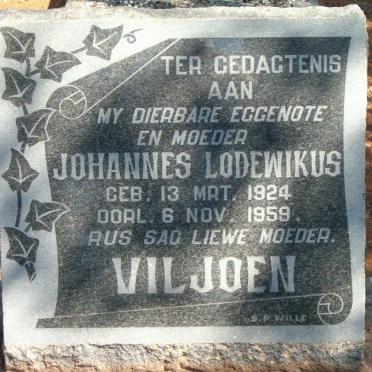 TER GEDAGTENIS
AAN
MY DIERBARE EGGENOTE
EN MOEDER
JOHANNES LODEWIKUS
GEB. 13 MRT. 1924
OORL. 6 NOV. 1959.
RUS SAG LIEWE MOEDER.
VILJOEN
S.P. WILLE